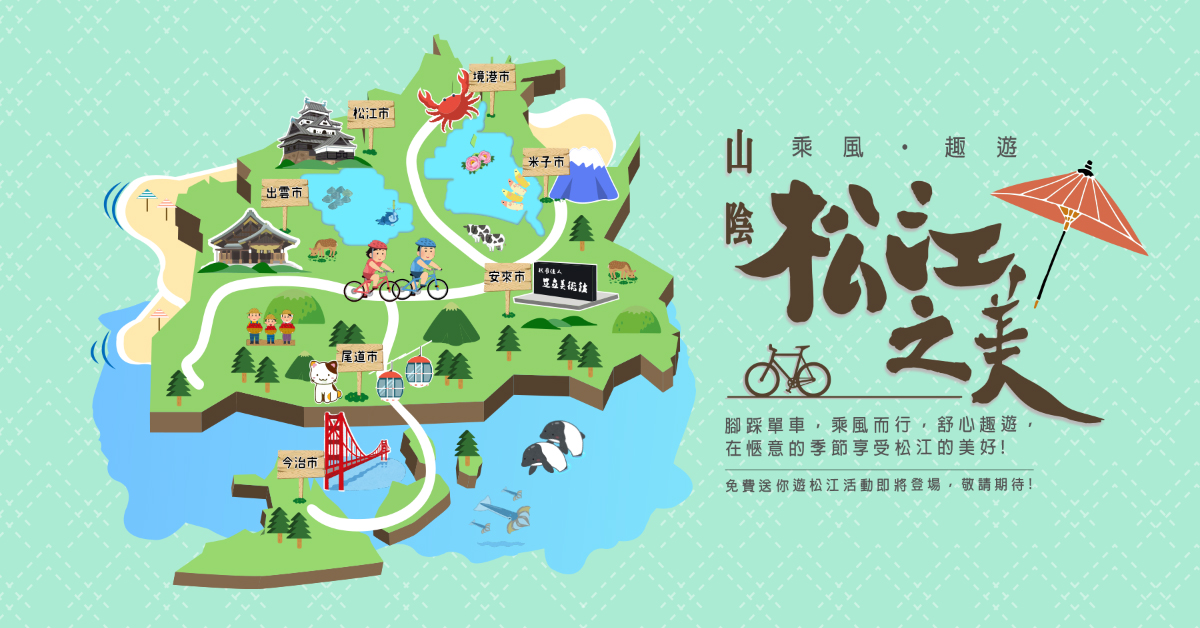 境港市
松江市
米子市
出雲市
安來市
足立美術館
尾道市
今治市
山陰
乘風・趣遊
松江之美
腳踩單車，乘風而行，舒心趣遊，
在愜意的季節享受松江的美好!
免費送你遊松江活動即將登場，敬請期待!